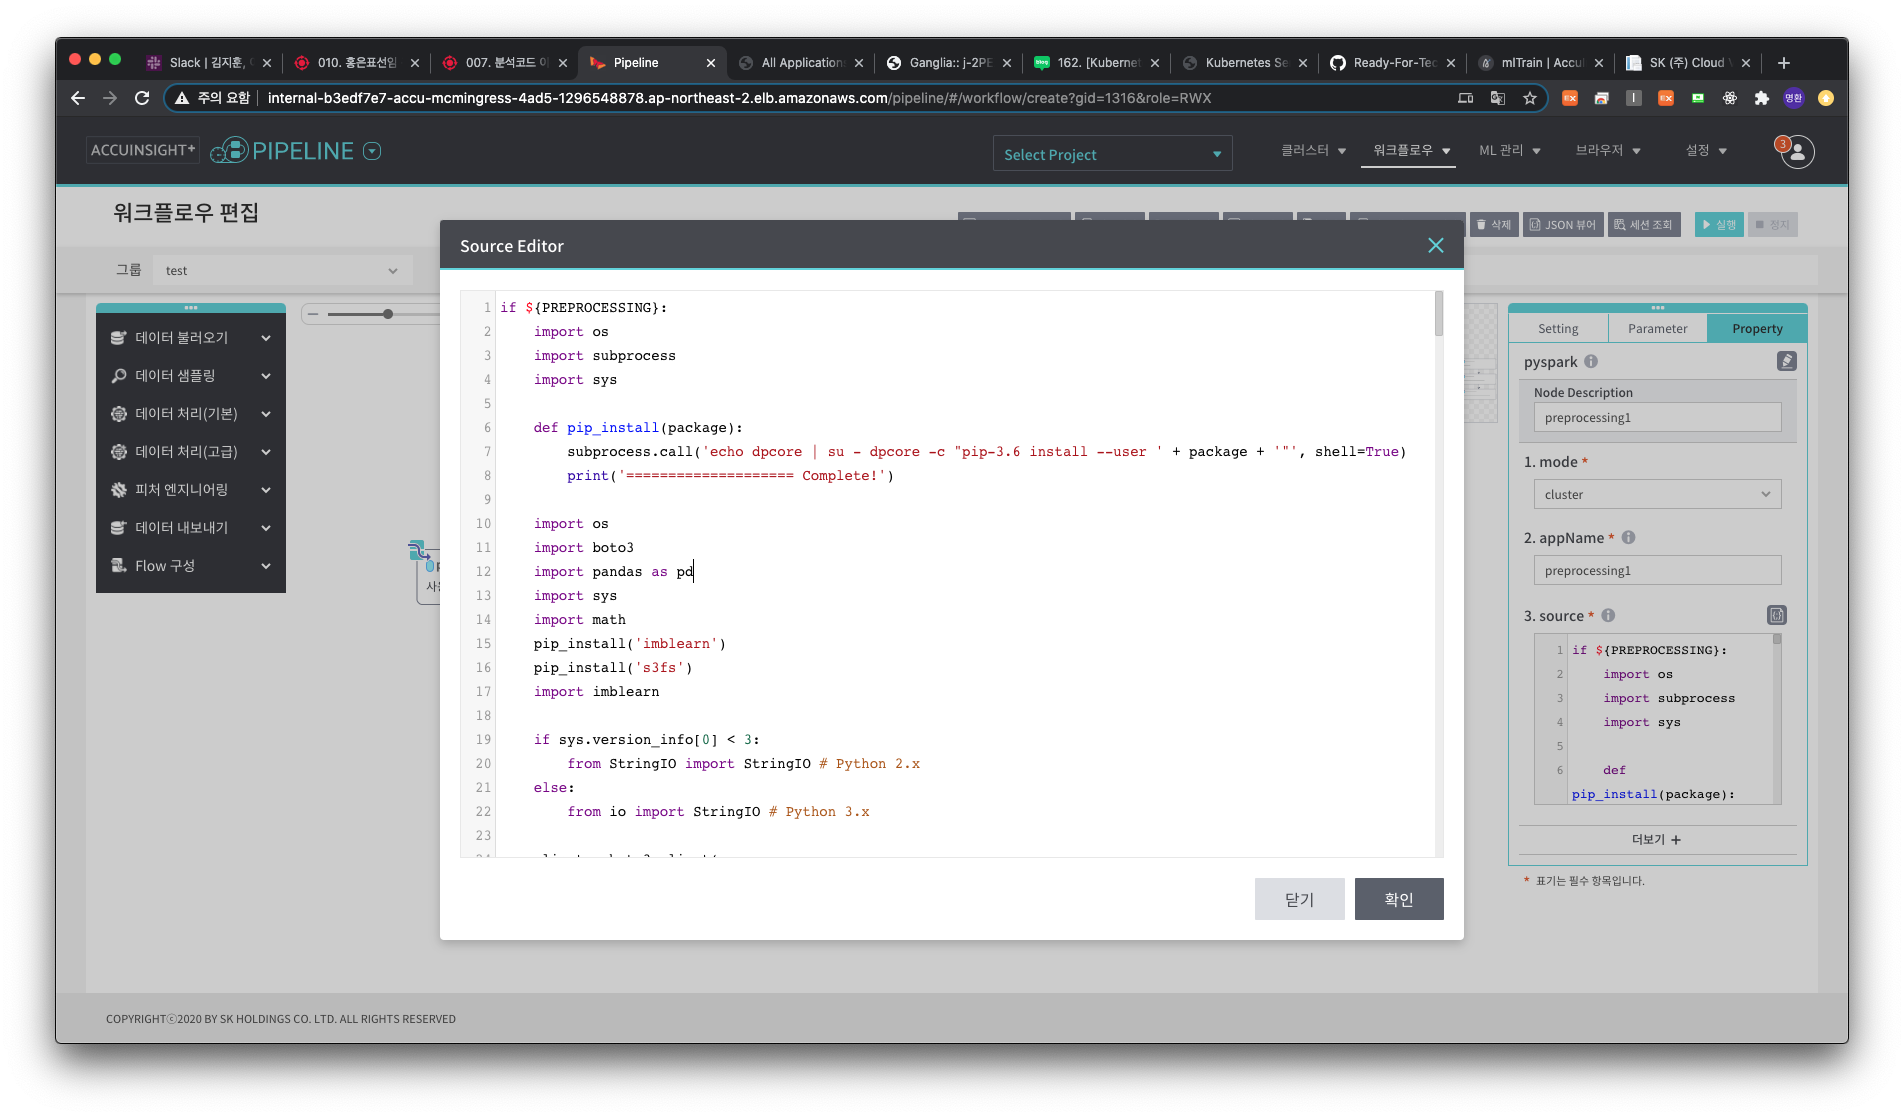 Slack | 김지훈,
010. 홍은표선임
007. 분석코드 이
Pipeline
All Application
Ganglia:: j-2PE
162. [Kubernet
Kubernetes Se
Ready-For-Tec
mlTrain | Accui
SK (주) Cloud
주의 요함
internal-b3edf7e7-accu-mcmingress-4ad5-1296548878.ap-northeast-2.elb.amazonaws.com/pipeline/#/workflow/create?gid=1316&role=RWX
명환
ACCUINSIGHT+
PIPELINE
Select Project
클러스터
워크플로우
ML 관리
브라우저
설정
3
워크플로우 편집
삭제
JSON 뷰어
세션 조회
실행
정지
그룹
test
데이터 불러오기
데이터 샘플링
데이터 처리(기본)
데이터 처리(고급)
피처 엔지니어링
데이터 내보내기
Flow 구성
Source Editor
1 if ${PREPROCESSING}:
2     import os
3     import subprocess
4     import sys
5
6     def pip_install(package):
7         subprocess.call('echo dpcore | su - dpcore -c "pip-3.6 install --user ' + package + '"', shell=True)
8         print('==================== Complete!')
9
10     import os
11     import boto3
12     import pandas as pd
13     import sys
14     import math
15     pip_install('imblearn')
16     pip_install('s3fs')
17     import imblearn
18
19     if sys.version_info[0] < 3:
20         from StringIO import StringIO # Python 2.x
21     else:
22         from io import StringIO # Python 3.x
23
닫기
확인
Setting
Parameter
Property
pyspark
Node Description
preprocessing1
1. mode *
cluster
2. appName *
preprocessing1
3. source *
1 if ${PREPROCESSING}:
2     import os
3     import subprocess
4     import sys
5
6     def
pip_install(package):
더보기 +
* 표기는 필수 항목입니다.
COPYRIGHTⓒ2020 BY SK HOLDINGS CO. LTD. ALL RIGHTS RESERVED